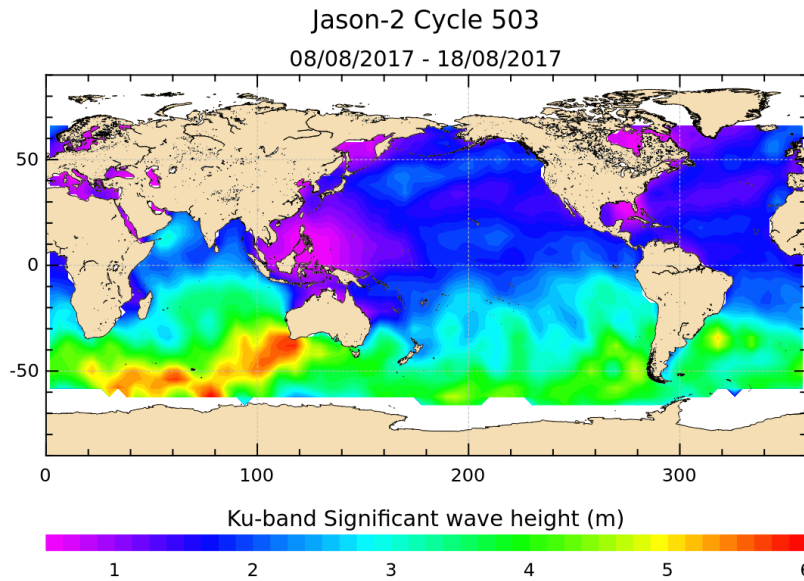 Jason-2 Cycle 503
08/08/2017 - 18/08/2017
50
0
-50
0 100 200 300
Ku-band Significant wave height (m)
1 2 3 4 5 6